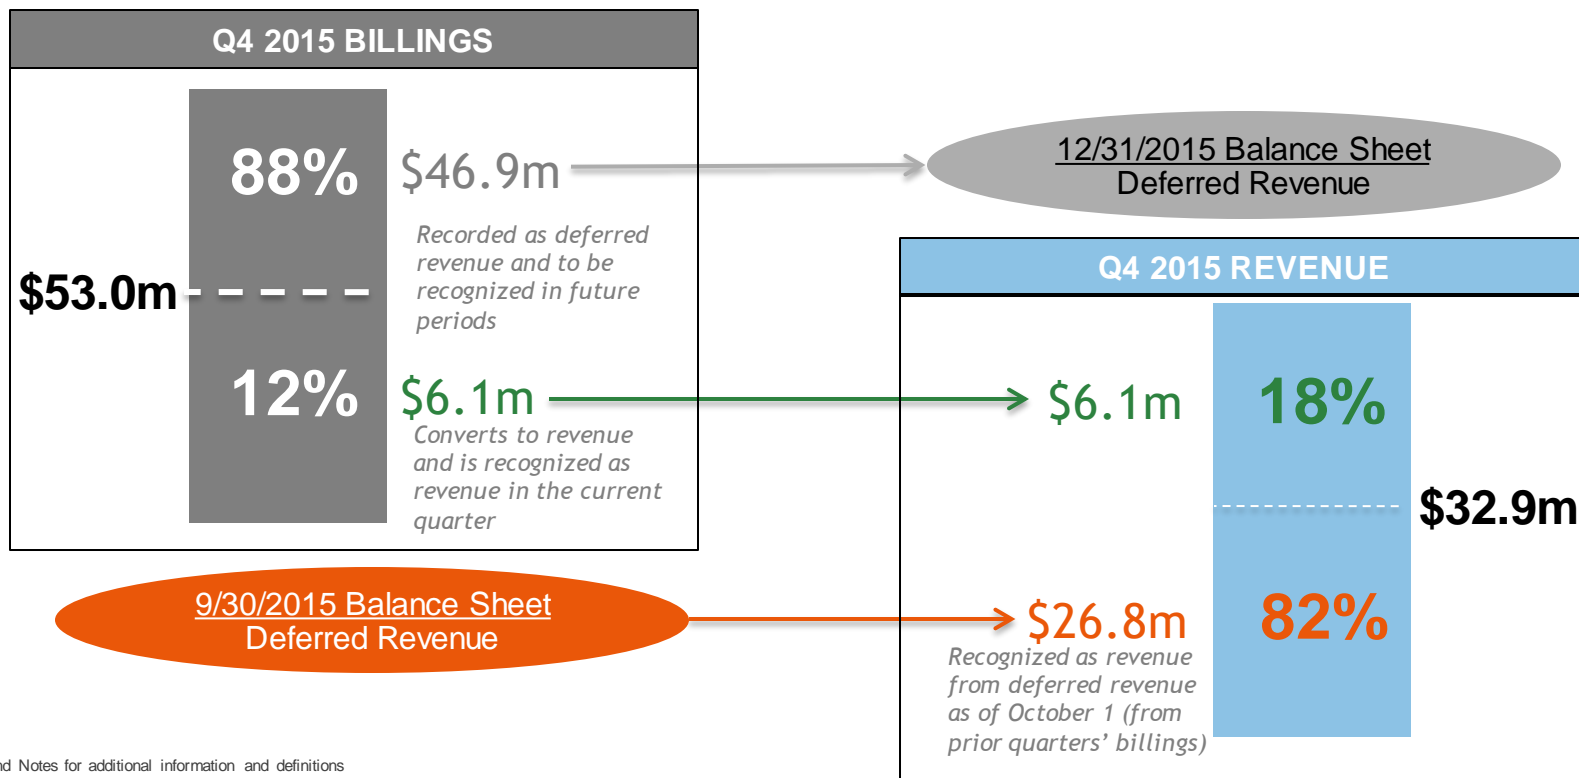 Q4 2015 BILLINGS
88%
$46.9m
Recorded as deferred
revenue and to be
recognized in future
periods
$53.0m
12%
$6.1m
Converts to revenue
and is recognized as
revenue in the current
quarter
12/31/2015 Balance Sheet
Deferred Revenue
Q4 2015 REVENUE
$6.1m
18%
$32.9m
9/30/2015 Balance Sheet
Deferred Revenue
$26.8m
82%
Recognized as revenue
from deferred revenue
as of October 1 (from
prior quarters' billings)
Notes for additional information and definitions